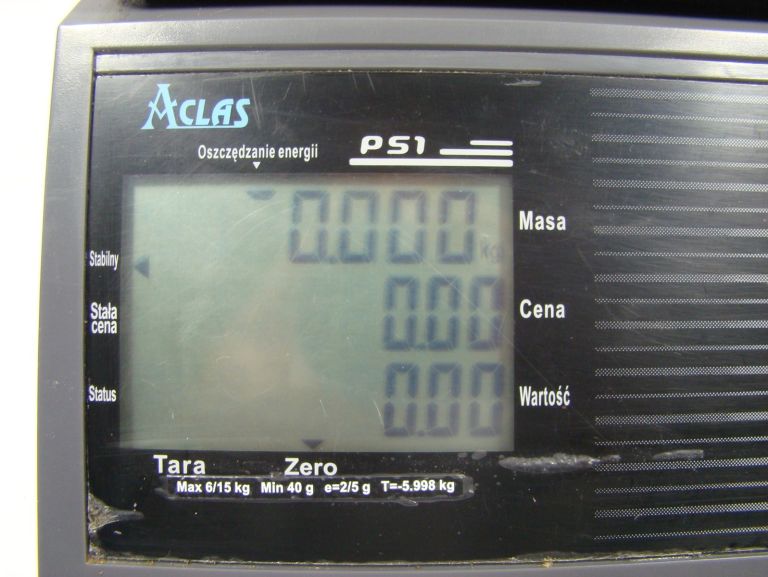 ACLAS
PS1
Oszczędzanie energii
0.000 kg
Masa
Stabilny
0.00
Cena
Stała
cena
0.00
Wartość
Status
Tara Zero
Max 6/15 kg Min 40 g e=2/5 g T=-5.998 kg